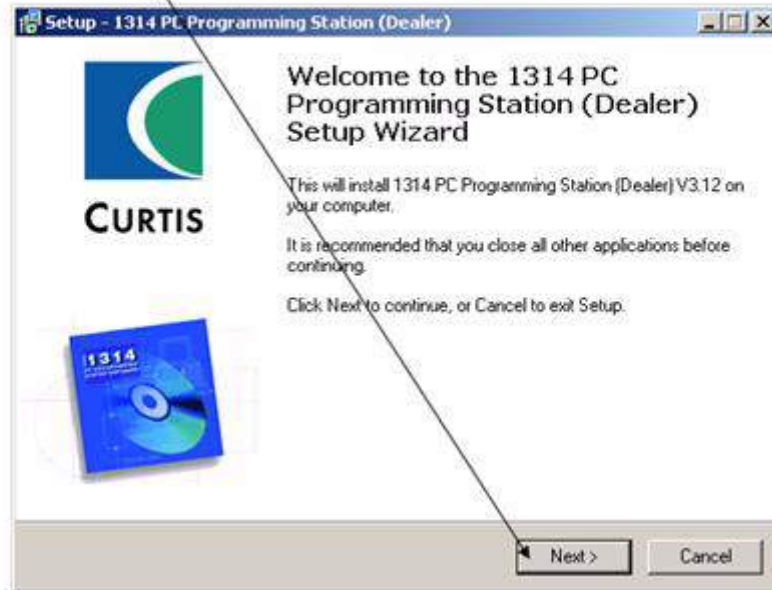 Setup - 1314 PC Programming Station (Dealer)
Welcome to the 1314 PC
Programming Station (Dealer)
Setup Wizard
This will install 1314 PC Programming Station (Dealer) V3.12 on
your computer.
It is recommended that you close all other applications before
continuing.
Click Next to continue, or Cancel to exit Setup.
CURTIS
1314
Next >
Cancel